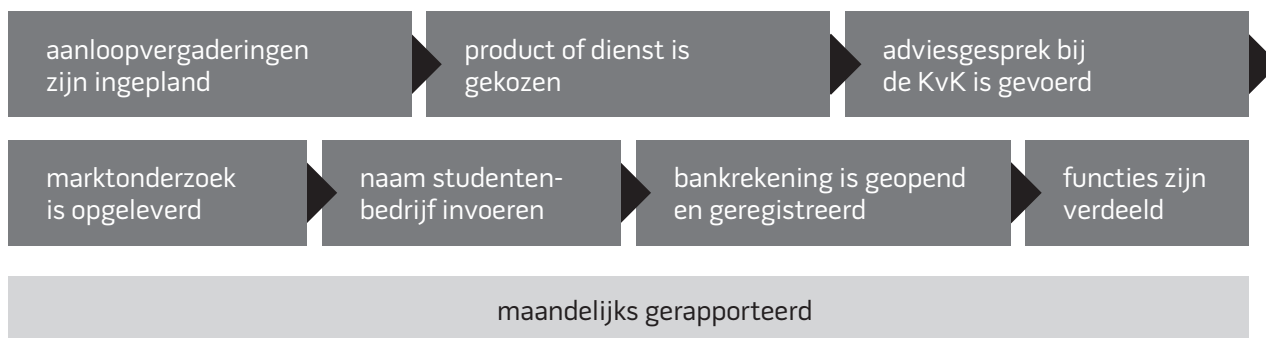 aanloopvergaderingen
zijn ingepland
product of dienst is
gekozen
adviesgesprek bij
de KvK is gevoerd
marktonderzoek
is opgeleverd
naam studenten-
bedrijf invoeren
bankrekening is geopend
en geregistreerd
functies zijn
verdeeld
maandelijks gerapporteerd